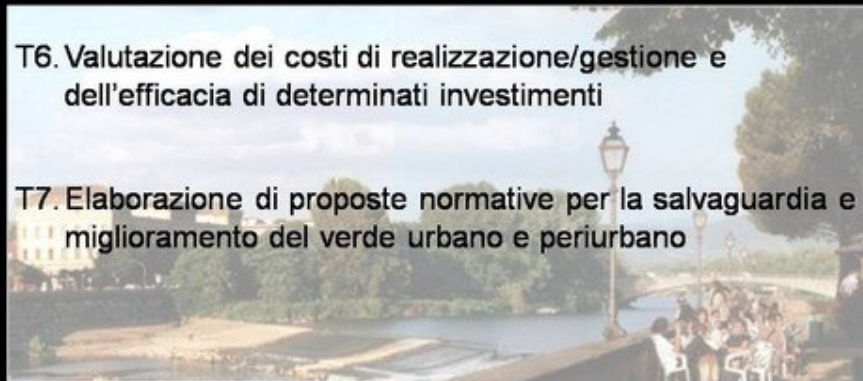 T6. Valutazione dei costi di realizzazione/gestione e
dell'efficacia di determinati investimenti
T7. Elaborazione di proposte normative per la salvaguardia e
miglioramento del verde urbano e periurbano